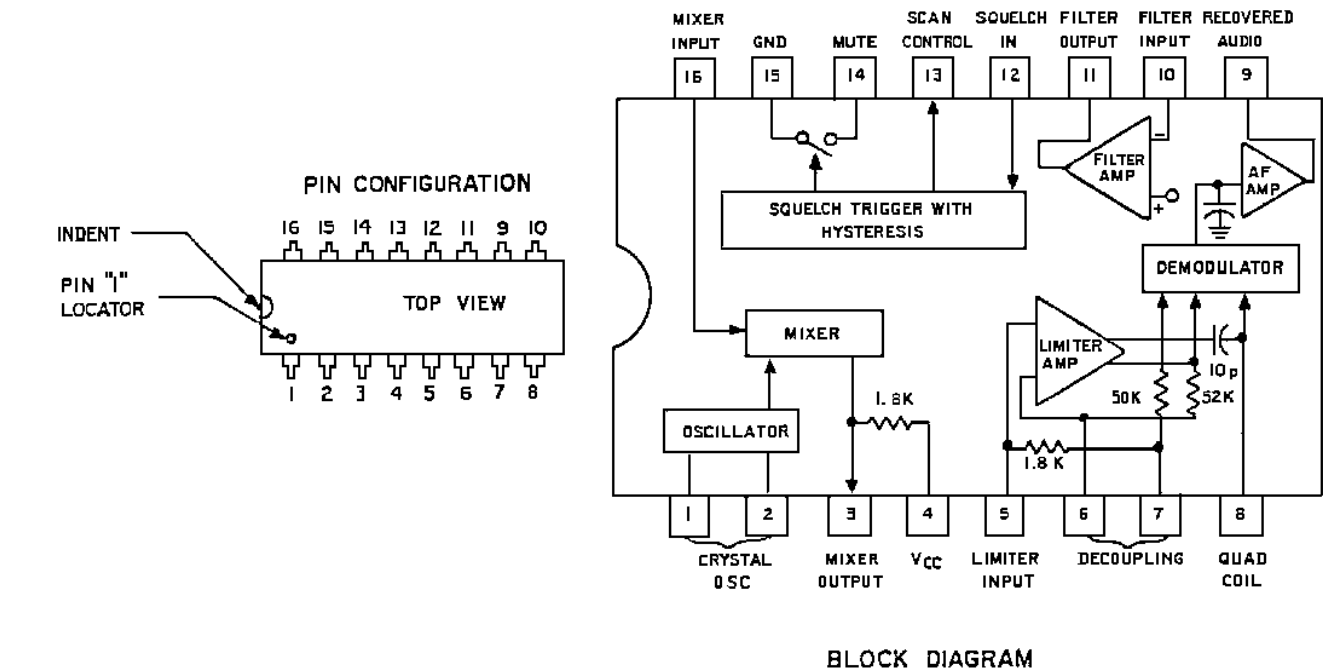 PIN CONFIGURATION
16 15 14 13 12 11 9 10
INDENT
PIN "1"
LOCATOR
TOP VIEW
1 2 3 4 5 6 7 8
MIXER
INPUT
GND
MUTE
SCAN
CONTROL
SQUELCH
IN
FILTER
OUTPUT
FILTER
INPUT
RECOVERED
AUDIO
16 15 14 13 12 11 10 9
FILTER
AMP
−
+
AF
AMP
SQUELCH TRIGGER WITH
HYSTERESIS
DEMODULATOR
MIXER
LIMITER
AMP
10p
50K
52K
1.8K
OSCILLATOR
1.8 K
1 2 3 4 5 6 7 8
CRYSTAL
OSC
MIXER
OUTPUT
VCC
LIMITER
INPUT
DECOUPLING
QUAD
COIL
BLOCK DIAGRAM